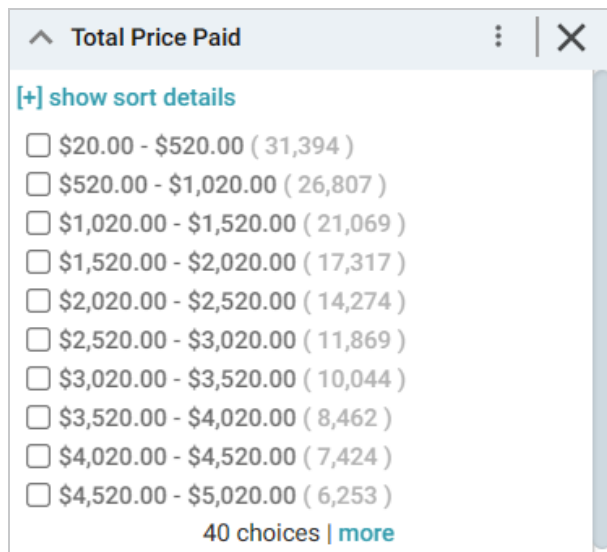 Total Price Paid
[+] show sort details
$20.00 - $520.00 ( 31,394 )
$520.00 - $1,020.00 ( 26,807 )
$1,020.00 - $1,520.00 ( 21,069 )
$1,520.00 - $2,020.00 ( 17,317 )
$2,020.00 - $2,520.00 ( 14,274 )
$2,520.00 - $3,020.00 ( 11,869 )
$3,020.00 - $3,520.00 ( 10,044 )
$3,520.00 - $4,020.00 ( 8,462 )
$4,020.00 - $4,520.00 ( 7,424 )
$4,520.00 - $5,020.00 ( 6,253 )
40 choices | more